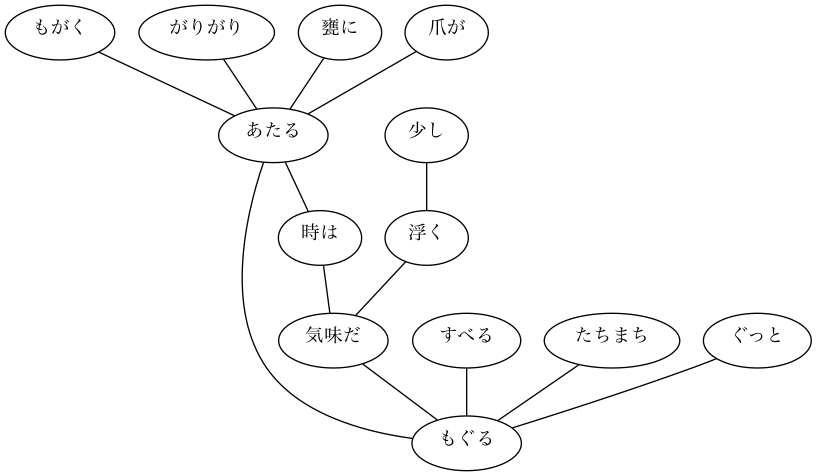 もがく がりがり 甕に 爪が
あたる 少し
時は 浮く
気味だ すべる たちまち ぐっと
もぐる